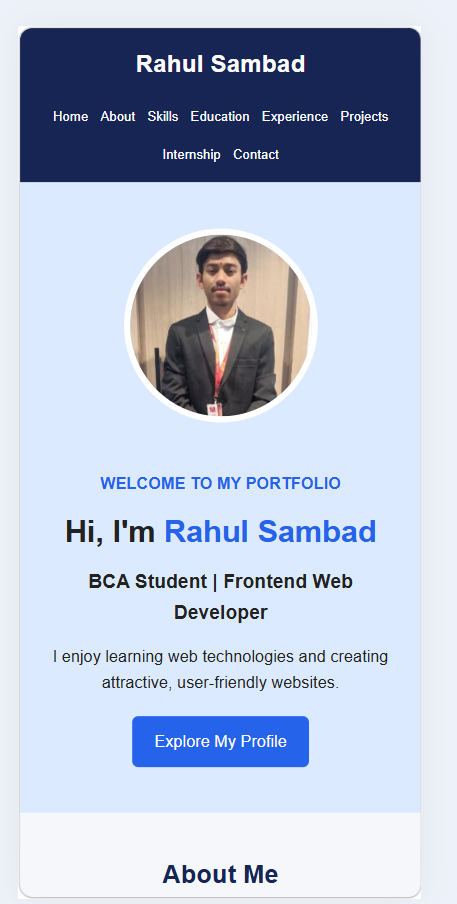 Rahul Sambad
Home About Skills Education Experience Projects
Internship Contact
WELCOME TO MY PORTFOLIO
Hi, I'm Rahul Sambad
BCA Student | Frontend Web
Developer
I enjoy learning web technologies and creating
attractive, user-friendly websites.
Explore My Profile
About Me